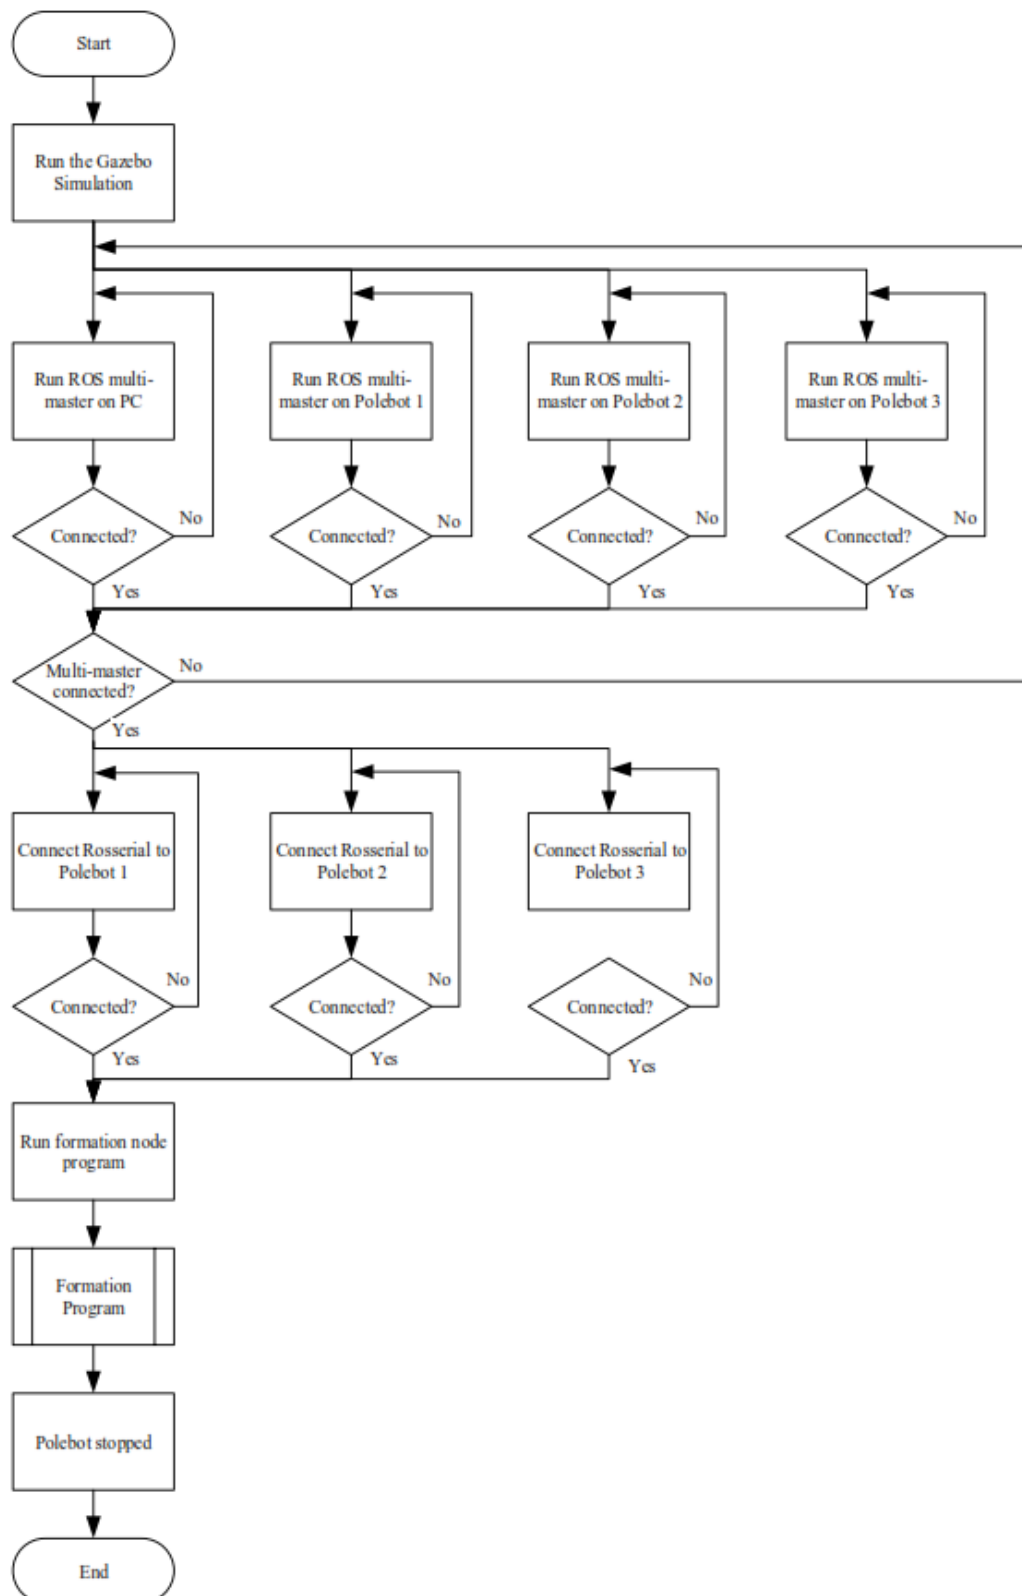 Start
Run the Gazebo
Simulation
Run ROS multi-
master on PC
Run ROS multi-
master on Polebot 1
Run ROS multi-
master on Polebot 2
Run ROS multi-
master on Polebot 3
Connected?
No
Yes
Connected?
No
Yes
Connected?
No
Yes
Connected?
No
Yes
Multi-master
connected?
No
Yes
Connect Rosserial to
Polebot 1
Connect Rosserial to
Polebot 2
Connect Rosserial to
Polebot 3
Connected?
No
Yes
Connected?
No
Yes
Connected?
No
Yes
Run formation node
program
Formation
Program
Polebot stopped
End